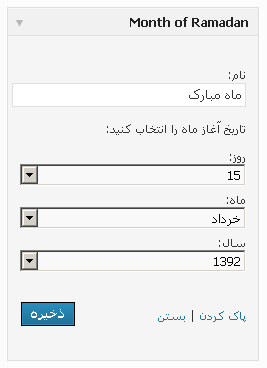 Month of Ramadan
نام:
ماه مبارک
تاریخ آغاز ماه را انتخاب کنید:
روز:
15
ماه:
خرداد
سال:
1392
پاک کردن | بستن
ذخیره